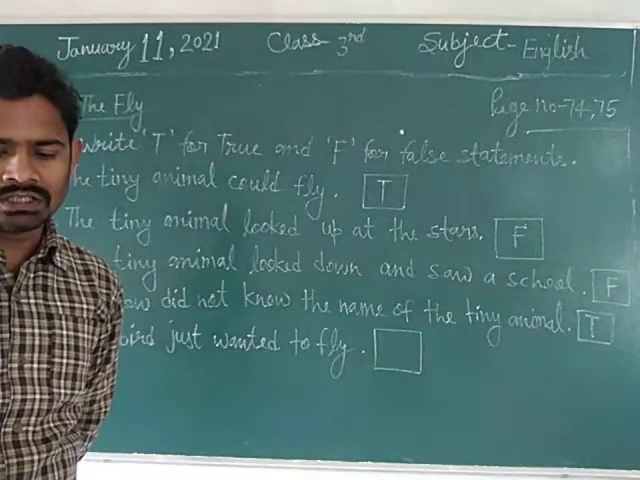 January 11, 2021 Class 3rd Subject - English
The Fly Page no - 74,75
Write 'T' for True and 'F' for false statements.
tiny animal could fly. T
The tiny animal looked up at the stars. F
tiny animal looked down and saw a school. F
did not know the name of the tiny animal. T
bird just wanted to fly.